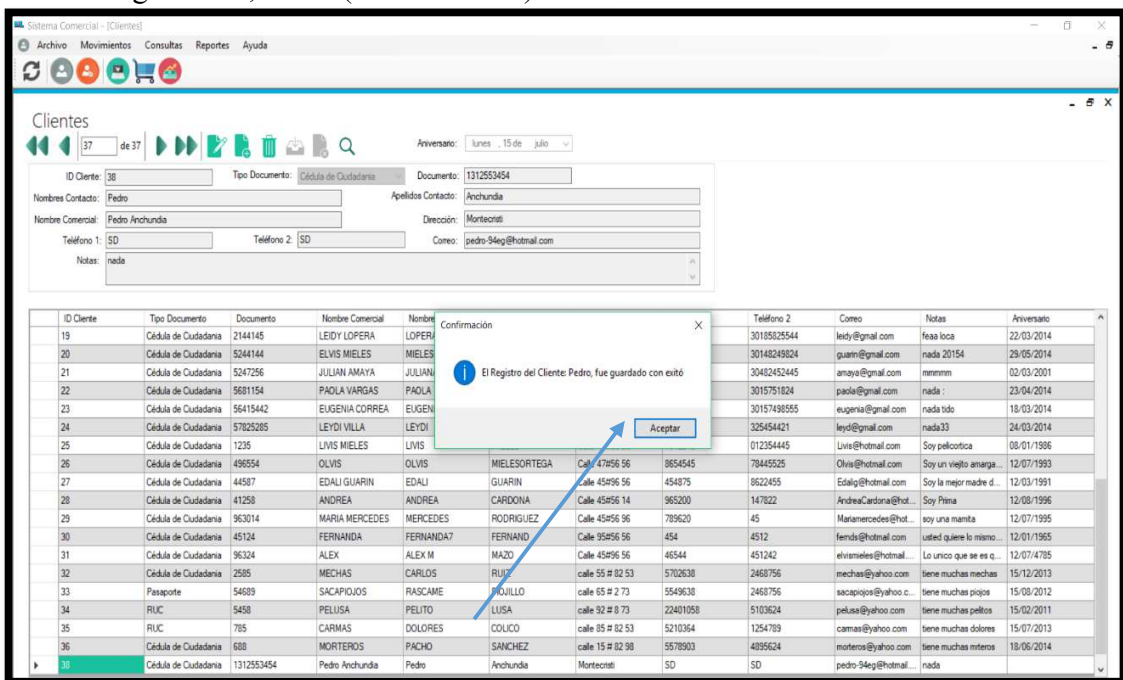 Sistema Comercial - [Clientes]
Archivo Movimientos Consultas Reportes Ayuda
Clientes
37 de 37
Aniversario: lunes , 15 de julio
ID Cliente: 38 Tipo Documento: Cédula de Ciudadania Documento: 1312553454
Nombres Contacto: Pedro Apellidos Contacto: Anchundia
Nombre Comercial: Pedro Anchundia Dirección: Montecristi
Teléfono 1: SD Teléfono 2: SD Correo: pedro-94eg@hotmail.com
Notas: nada
ID Cliente Tipo Documento Documento Nombre Comercial Nombre Teléfono 2 Correo Notas Aniversario
19 Cédula de Ciudadania 2144145 LEIDY LOPERA LOPER 30185825544 leidy@gmail.com feaa loca 22/03/2014
20 Cédula de Ciudadania 5244144 ELVIS MIELES MIELES 30148249824 guarin@gmail.com nada 20154 29/05/2014
21 Cédula de Ciudadania 5247256 JULIAN AMAYA JULIAN 30482452445 amaya@gmail.com mmmmm 02/03/2001
22 Cédula de Ciudadania 5681154 PAOLA VARGAS PAOLA 3015751824 paola@gmail.com nada : 23/04/2014
23 Cédula de Ciudadania 56415442 EUGENIA CORREA EUGEN 30157498555 eugenia@gmail.com nada tido 18/03/2014
24 Cédula de Ciudadania 57825285 LEYDI VILLA LEYDI 325454421 leyd@gmail.com nada33 24/03/2014
25 Cédula de Ciudadania 1235 LIVIS MIELES LIVIS 012354445 Livis@hotmail.com Soy pelicortica 08/01/1986
26 Cédula de Ciudadania 496554 OLVIS OLVIS MIELESORTEGA Calle 47#56 56 8654545 78445525 Olvis@hotmail.com Soy un viejito amarga... 12/07/1993
27 Cédula de Ciudadania 44587 EDALI GUARIN EDALI GUARIN Calle 45#96 56 454875 8622455 Edalig@hotmail.com Soy la mejor madre d... 12/03/1991
28 Cédula de Ciudadania 41258 ANDREA ANDREA CARDONA Calle 45#56 14 965200 147822 AndreaCardona@hot... Soy Prima 12/08/1996
29 Cédula de Ciudadania 963014 MARIA MERCEDES MERCEDES RODRIGUEZ Calle 45#56 96 789620 45 Mariamercedes@hot... soy una mamita 12/07/1995
30 Cédula de Ciudadania 45124 FERNANDA FERNANDA7 FERNAND Calle 95#56 56 454 4512 fernds@hotmail.com usted quiere lo mismo... 12/01/1965
31 Cédula de Ciudadania 96324 ALEX ALEX M MAZO Calle 45#96 56 46544 451242 elvismieles@hotmail.... Lo unico que se es q... 12/07/4785
32 Cédula de Ciudadania 2585 MECHAS CARLOS RUIZ calle 55 # 82 53 5702638 2468756 mechas@yahoo.com tiene muchas mechas 15/12/2013
33 Pasaporte 54689 SACAPIOJOS RASCAME PIOJILLO calle 65 # 2 73 5549638 2468756 sacapiojos@yahoo.c... tiene muchas piojos 15/08/2012
34 RUC 5458 PELUSA PELITO LUSA calle 92 # 8 73 22401058 5103624 pelusa@yahoo.com tiene muchas pelitos 15/02/2011
35 RUC 785 CARMAS DOLORES COLICO calle 85 # 82 53 5210364 1254789 carmas@yahoo.com tiene muchas dolores 15/07/2013
36 Cédula de Ciudadania 688 MORTEROS PACHO SANCHEZ calle 15 # 82 98 5578903 4895624 morteros@yahoo.com tiene muchas mrteros 18/06/2014
38 Cédula de Ciudadania 1312553454 Pedro Anchundia Pedro Anchundia Montecristi SD SD pedro-94eg@hotmail.... nada
Confirmación
El Registro del Cliente: Pedro, fue guardado con exitó
Aceptar